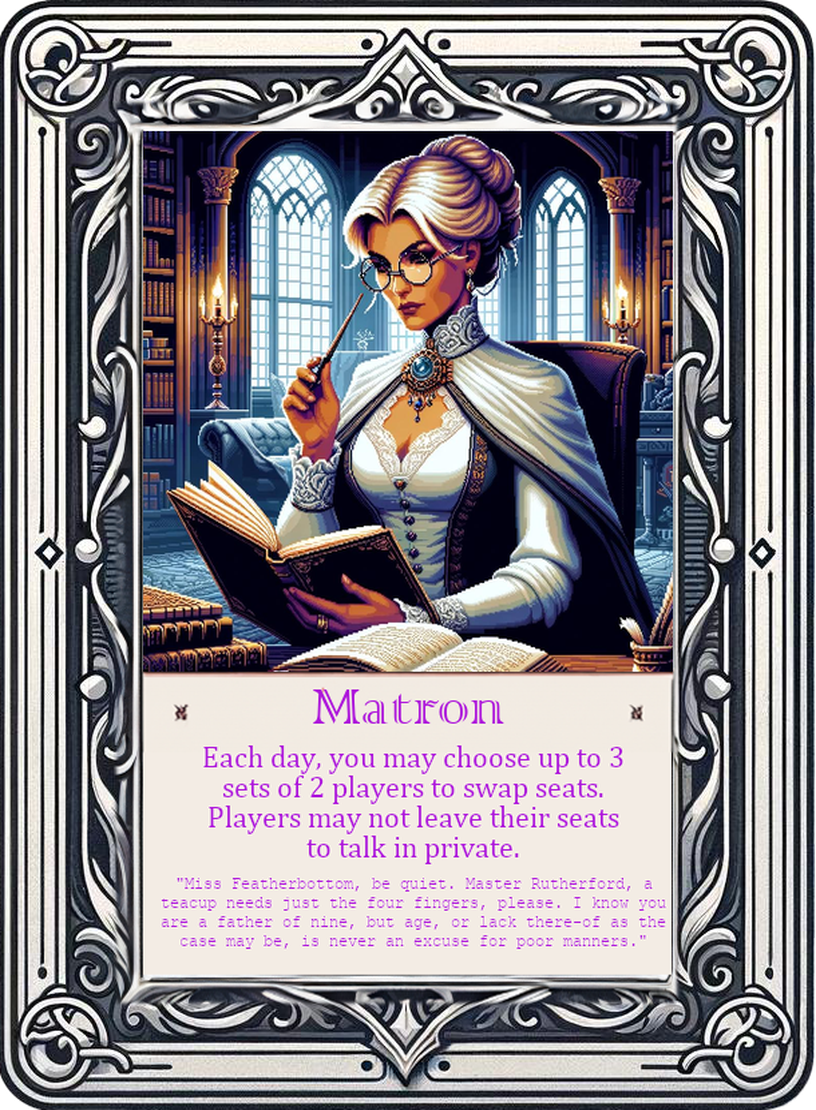 Matron
Each day, you may choose up to 3
sets of 2 players to swap seats.
Players may not leave their seats
to talk in private.
"Miss Featherbottom, be quiet. Master Rutherford, a
teacup needs just the four fingers, please. I know you
are a father of nine, but age, or lack there-of as the
case may be, is never an excuse for poor manners."